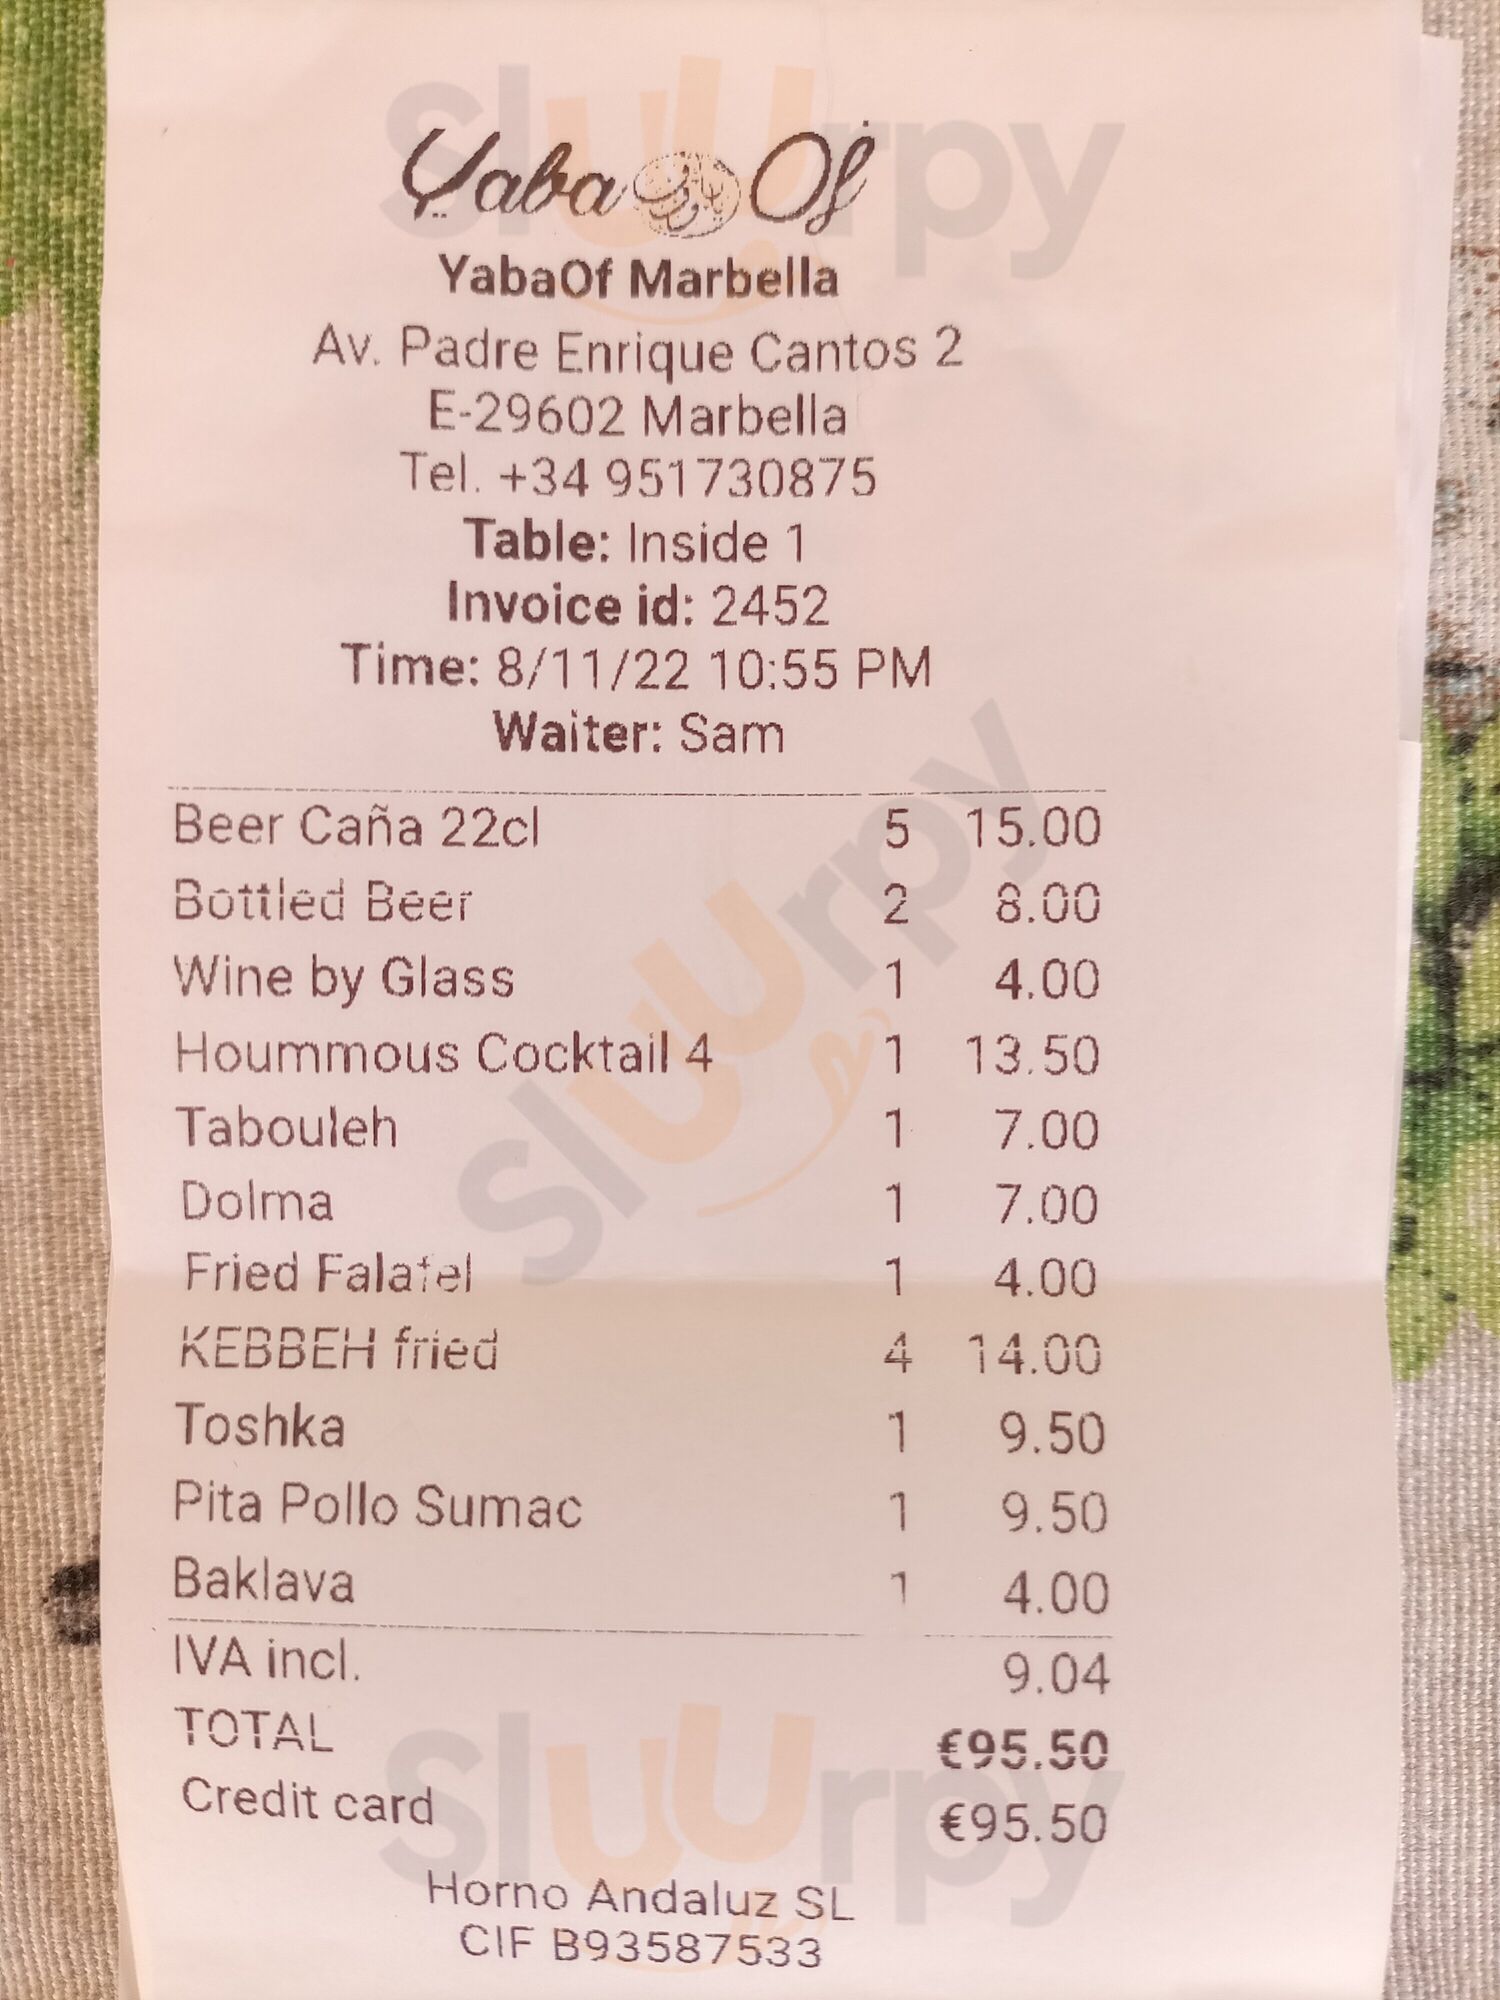 Yaba Of
YabaOf Marbella
Av. Padre Enrique Cantos 2
E-29602 Marbella
Tel. +34 951730875
Table: Inside 1
Invoice id: 2452
Time: 8/11/22 10:55 PM
Waiter: Sam
Beer Caña 22cl 5 15.00
Bottled Beer 2 8.00
Wine by Glass 1 4.00
Hoummous Cocktail 4 1 13.50
Tabouleh 1 7.00
Dolma 1 7.00
Fried Falafel 1 4.00
KEBBEH fried 4 14.00
Toshka 1 9.50
Pita Pollo Sumac 1 9.50
Baklava 1 4.00
IVA incl. 9.04
TOTAL €95.50
Credit card €95.50
Horno Andaluz SL
CIF B93587533
Sluurpy
Sluurpy
Sluurpy